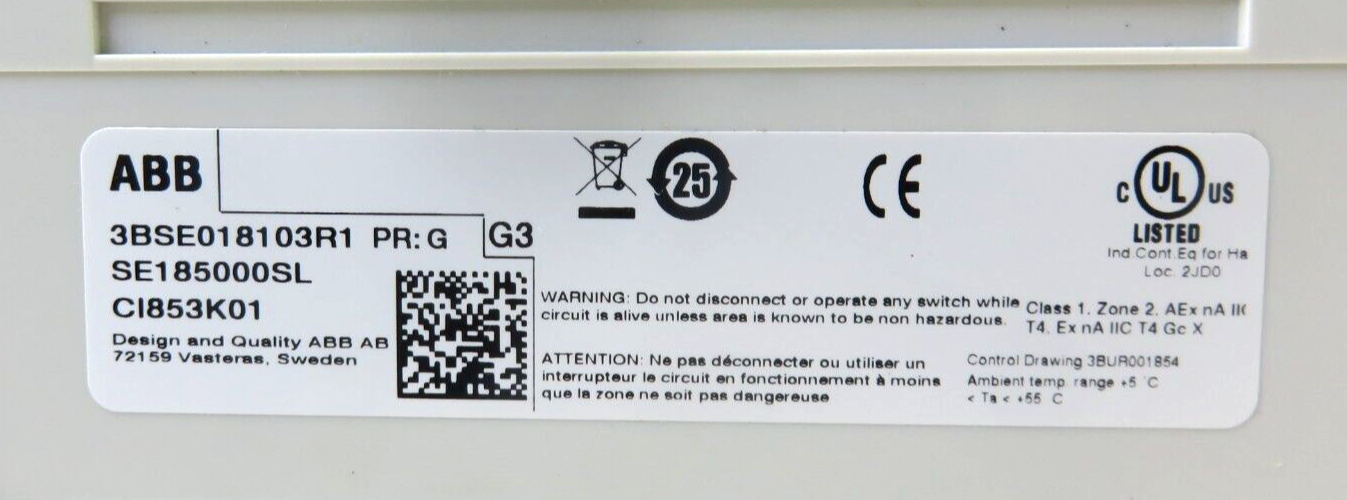 ABB
3BSE018103R1 PR: G G3
SE185000SL
CI853K01
Design and Quality ABB AB
72159 Vasteras, Sweden
25
CE
C UL US
LISTED
Ind.Cont.Eq for Ha
Loc. 2JD0
WARNING: Do not disconnect or operate any switch while
circuit is alive unless area is known to be non hazardous.
ATTENTION: Ne pas déconnecter ou utiliser un
interrupteur le circuit en fonctionnement à moins
que la zone ne soit pas dangereuse
Class 1. Zone 2. AEx nA IIC
T4. Ex nA IIC T4 Gc X
Control Drawing 3BUR001854
Ambient temp. range +5 °C
< Ta < +55 °C